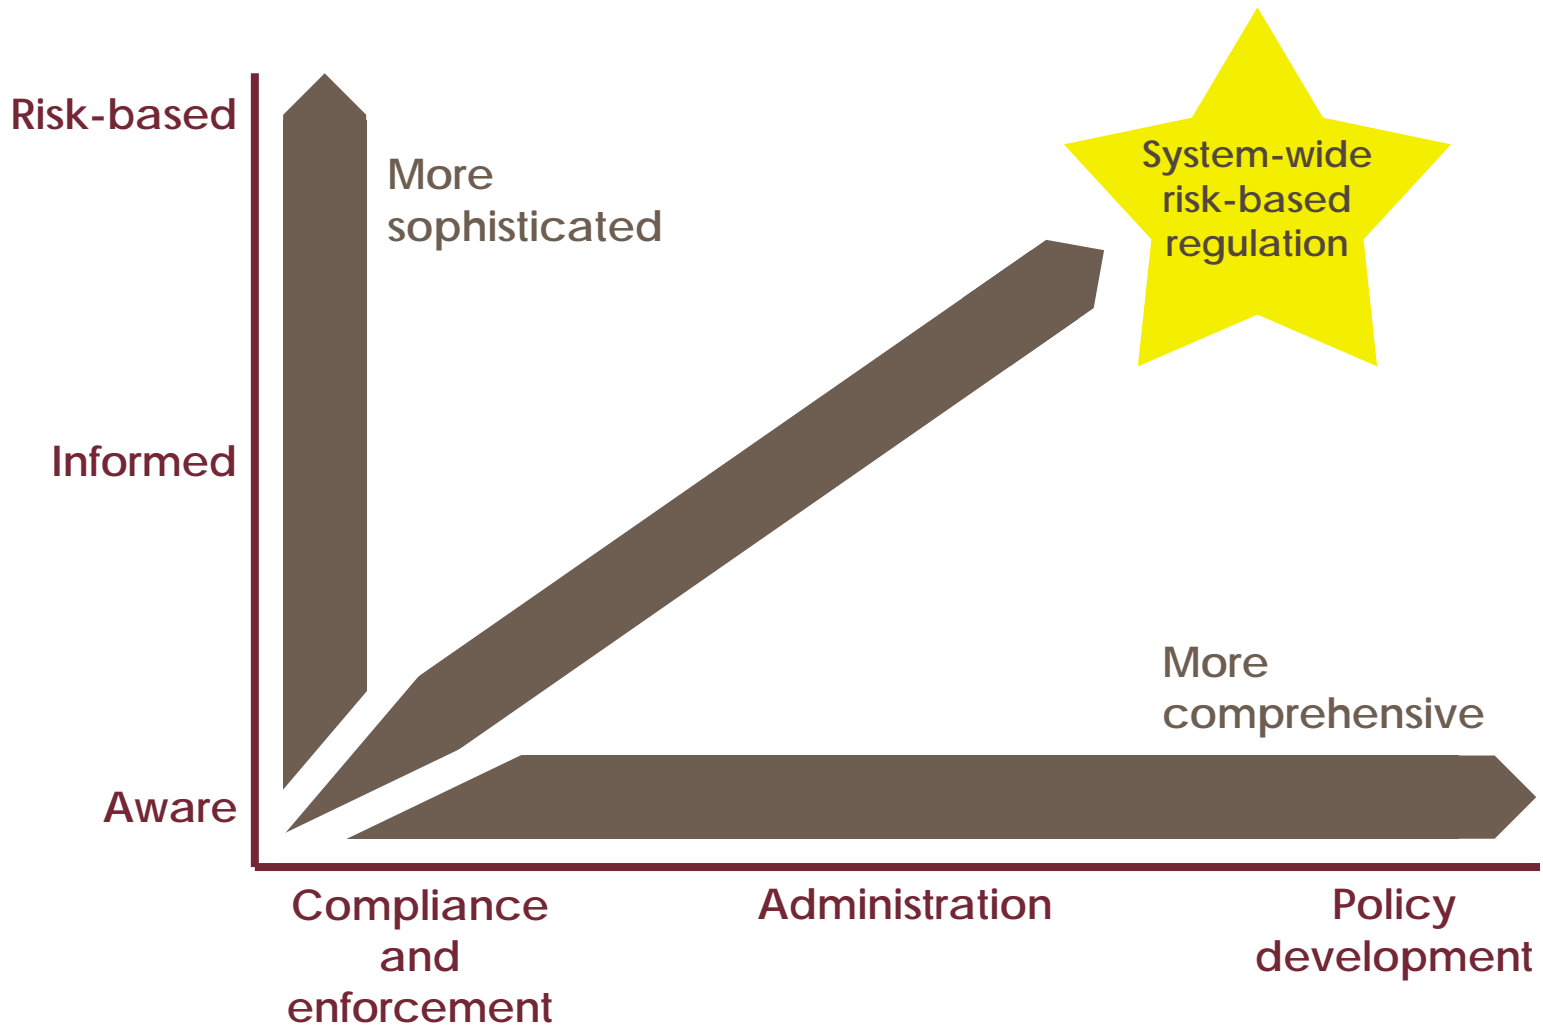 Risk-based
More
sophisticated
System-wide
risk-based
regulation
Informed
More
comprehensive
Aware
Compliance
and
enforcement
Administration
Policy
development